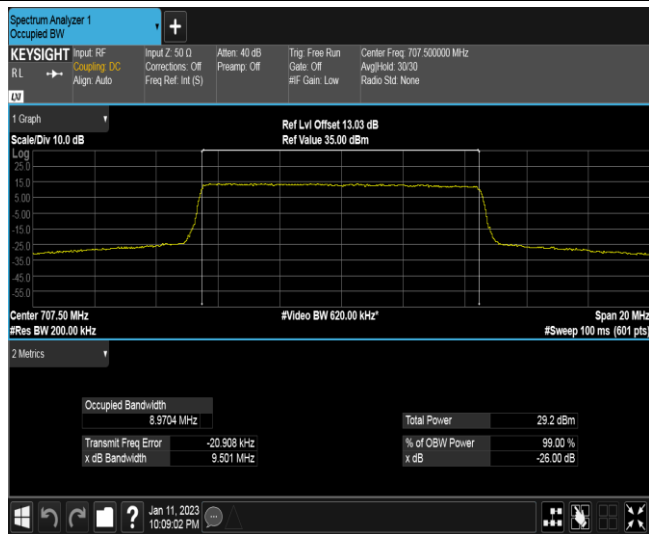 Spectrum Analyzer 1
Occupied BW
+
KEYSIGHT Input: RF Input Z: 50 Ω Atten: 40 dB Trig: Free Run Center Freq: 707.500000 MHz
RL Coupling: DC Corrections: Off Preamp: Off Gate: Off Avg|Hold: 30/30
Align: Auto Freq Ref: Int (S) #IF Gain: Low Radio Std: None
1 Graph
Ref Lvl Offset 13.03 dB
Scale/Div 10.0 dB Ref Value 35.00 dBm
Log
25.0
15.0
5.00
-5.00
-15.0
-25.0
-35.0
-45.0
-55.0
Center 707.50 MHz #Video BW 620.00 kHz* Span 20 MHz
#Res BW 200.00 kHz #Sweep 100 ms (601 pts)
2 Metrics
Occupied Bandwidth
8.9704 MHz Total Power 29.2 dBm
Transmit Freq Error -20.908 kHz % of OBW Power 99.00 %
x dB Bandwidth 9.501 MHz x dB -26.00 dB
? Jan 11, 2023
10:09:02 PM